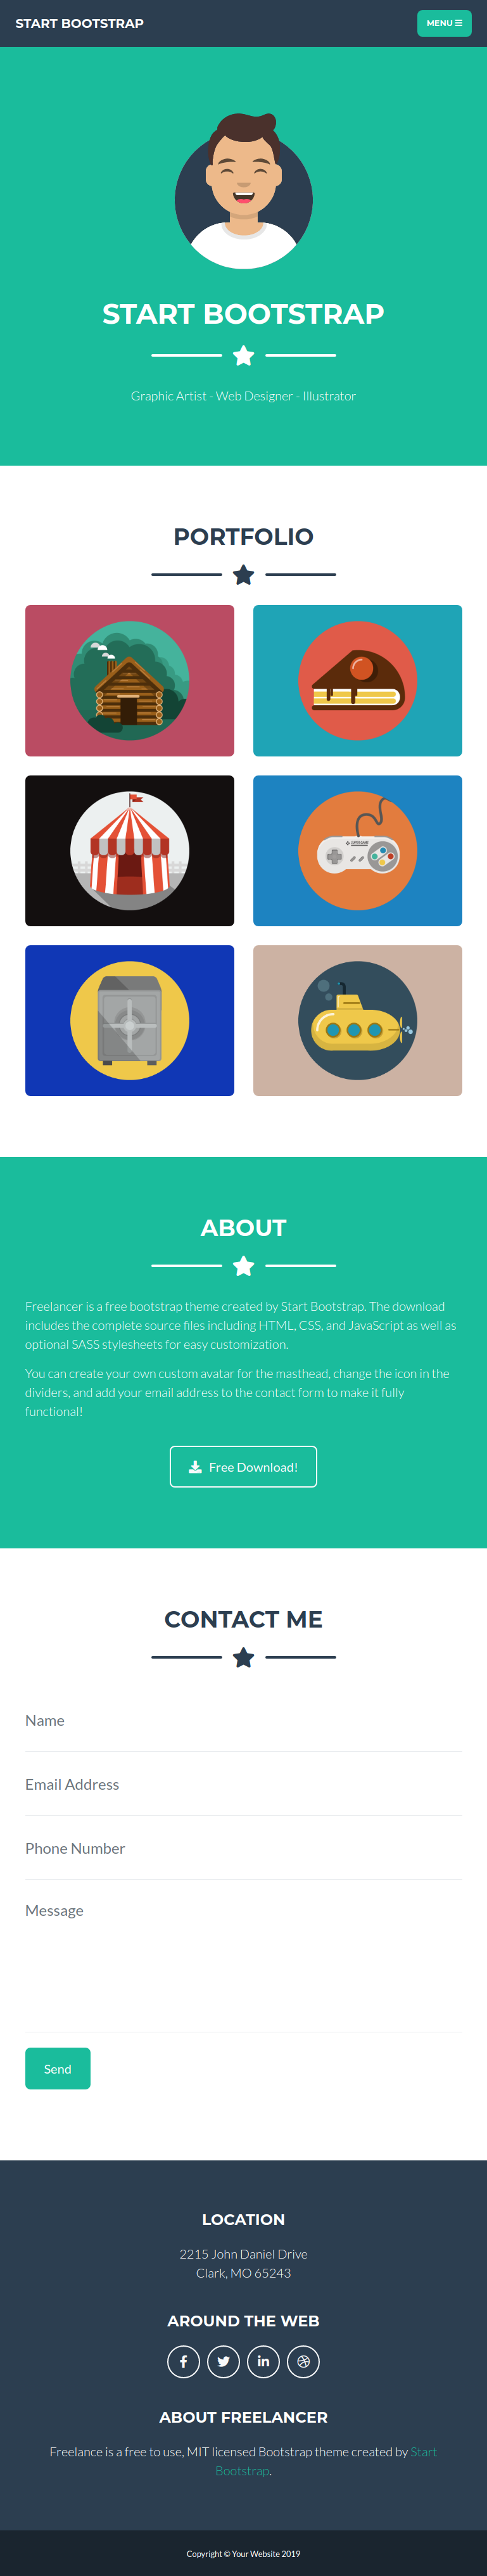 START BOOTSTRAP
MENU
START BOOTSTRAP
Graphic Artist - Web Designer - Illustrator
PORTFOLIO
ABOUT
Freelancer is a free bootstrap theme created by Start Bootstrap. The download
includes the complete source files including HTML, CSS, and JavaScript as well as
optional SASS stylesheets for easy customization.
You can create your own custom avatar for the masthead, change the icon in the
dividers, and add your email address to the contact form to make it fully
functional!
Free Download!
CONTACT ME
Name
Email Address
Phone Number
Message
Send
LOCATION
2215 John Daniel Drive
Clark, MO 65243
AROUND THE WEB
ABOUT FREELANCER
Freelance is a free to use, MIT licensed Bootstrap theme created by Start
Bootstrap.
Copyright © Your Website 2019